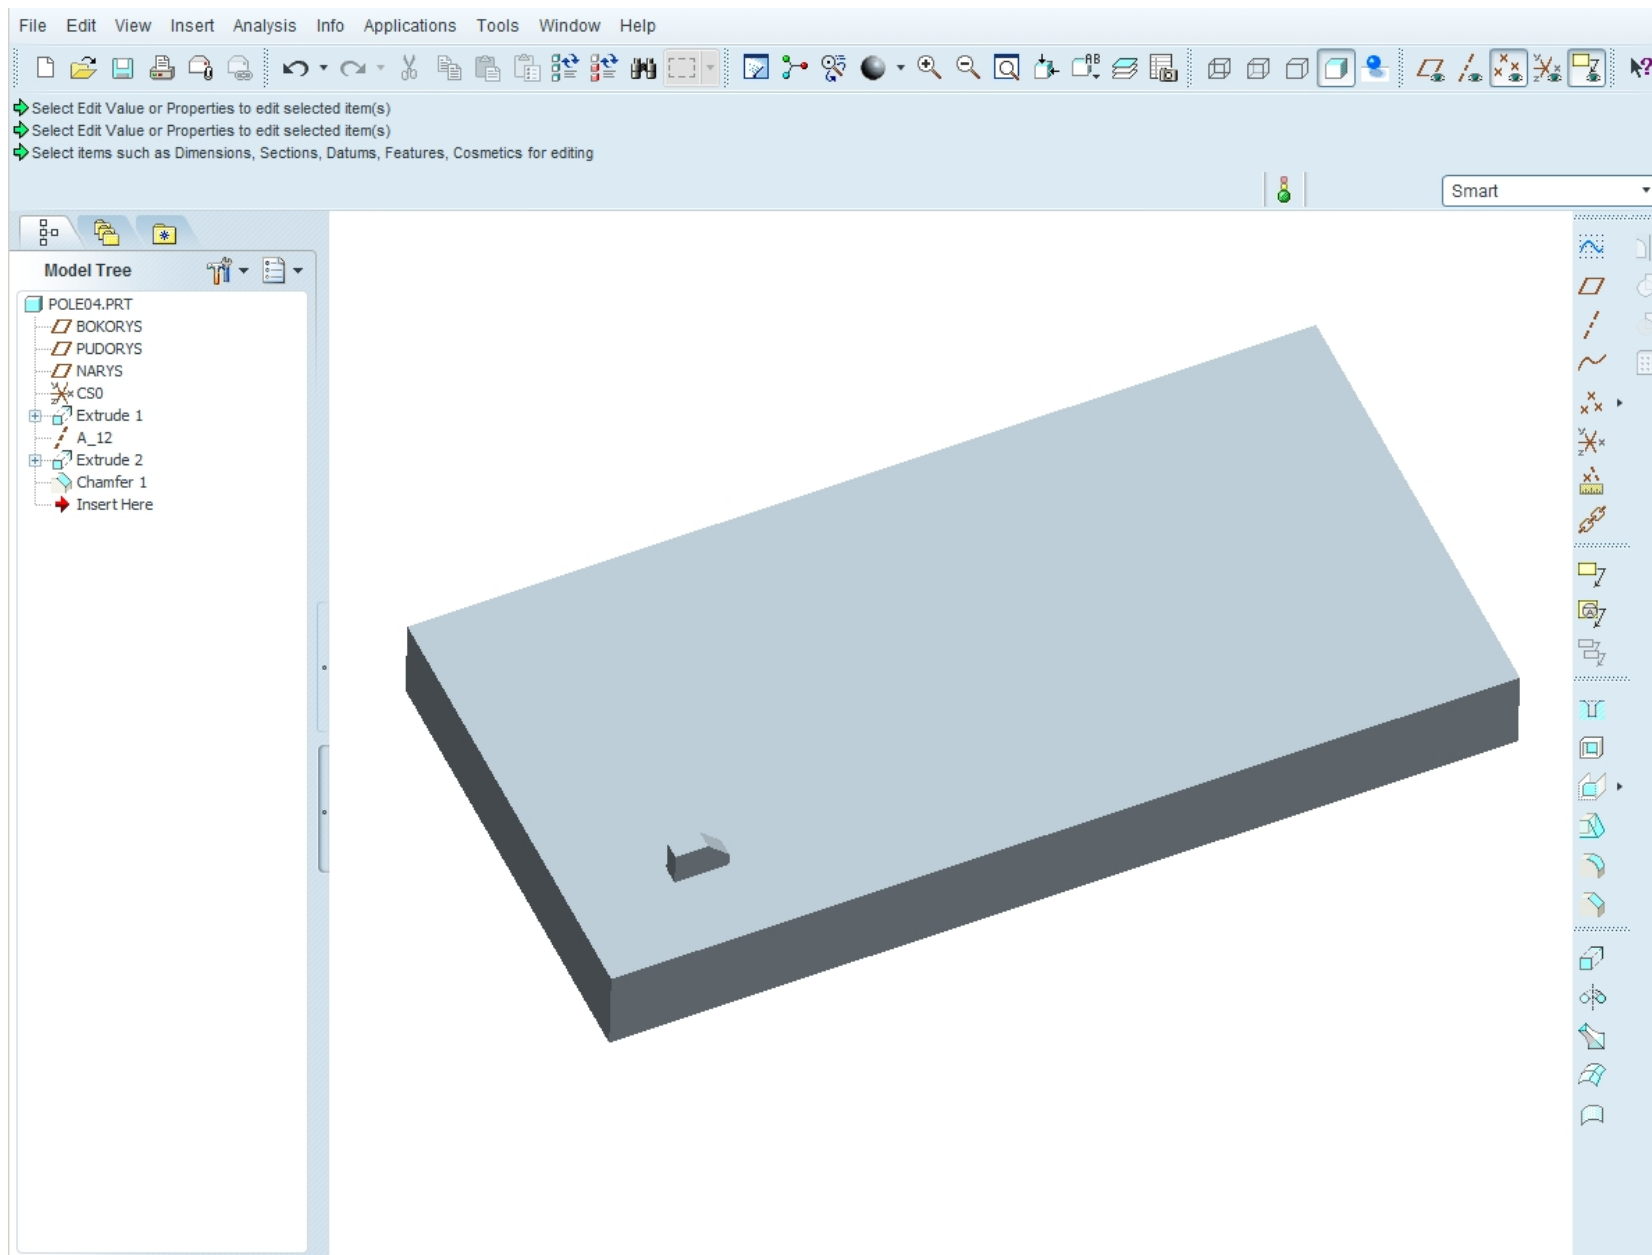 File Edit View Insert Analysis Info Applications Tools Window Help
Select Edit Value or Properties to edit selected item(s)
Select Edit Value or Properties to edit selected item(s)
Select items such as Dimensions, Sections, Datums, Features, Cosmetics for editing
Smart
Model Tree
POLE04.PRT
BOKORYS
PUDORYS
NARYS
CS0
Extrude 1
A_12
Extrude 2
Chamfer 1
Insert Here